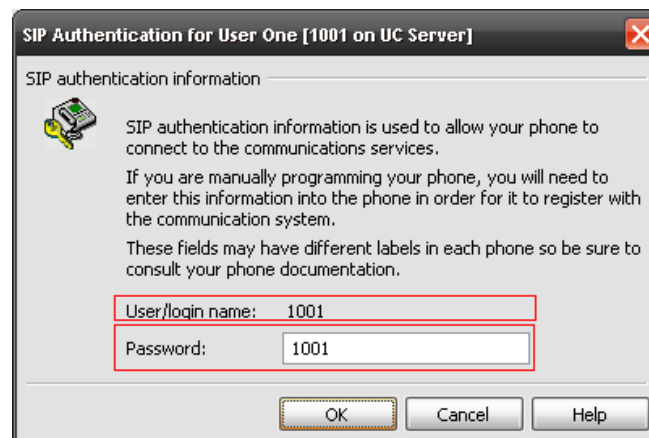 SIP Authentication for User One [1001 on UC Server]
SIP authentication information
SIP authentication information is used to allow your phone to
connect to the communications services.
If you are manually programming your phone, you will need to
enter this information into the phone in order for it to register with
the communication system.
These fields may have different labels in each phone so be sure to
consult your phone documentation.
User/login name: 1001
Password: 1001
OK Cancel Help